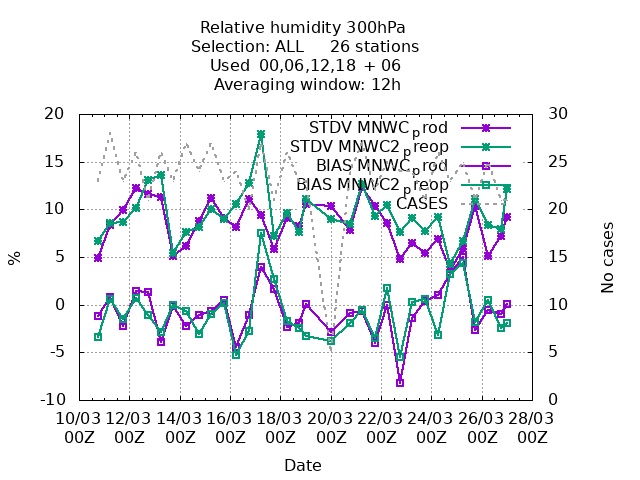 Relative humidity 300hPa
Selection: ALL     26 stations
Used  00,06,12,18 + 06
Averaging window: 12h
20
15
10
5
0
-5
-10
30
25
20
15
10
5
0
%
No cases
STDV MNWC_prod
STDV MNWC2_preop
BIAS MNWC_prod
BIAS MNWC2_preop
CASES
10/03 12/03 14/03 16/03 18/03 20/03 22/03 24/03 26/03 28/03
00Z 00Z 00Z 00Z 00Z 00Z 00Z 00Z 00Z 00Z
Date